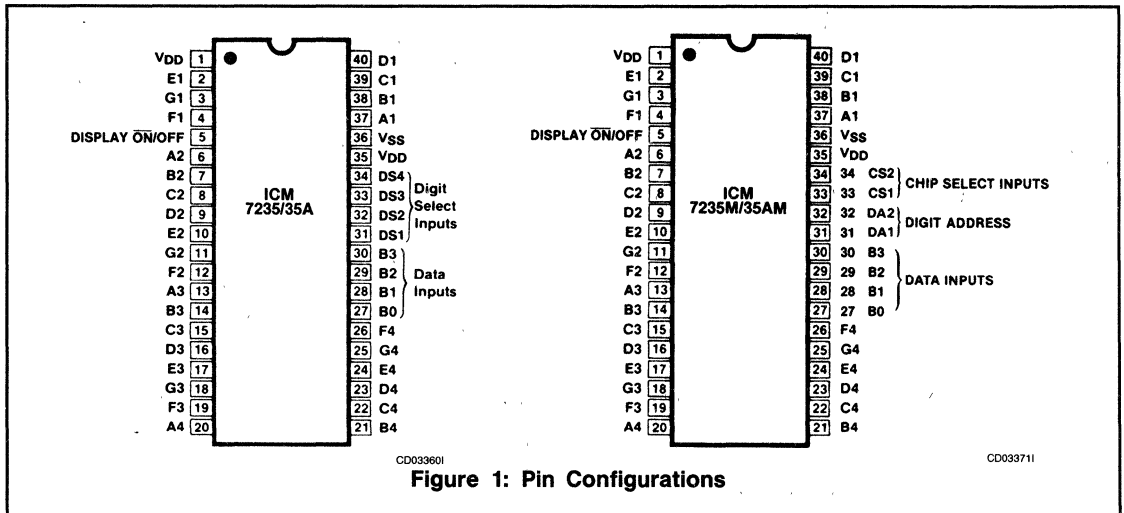 VDD 1
E1 2
G1 3
F1 4
DISPLAY ON/OFF 5
A2 6
B2 7
C2 8
D2 9
E2 10
G2 11
F2 12
A3 13
B3 14
C3 15
D3 16
E3 17
G3 18
F3 19
A4 20
ICM
7235/35A
40 D1
39 C1
38 B1
37 A1
36 VSS
35 VDD
34 DS4
33 DS3
32 DS2
31 DS1
Digit
Select
Inputs
30 B3
29 B2
28 B1
27 B0
Data
Inputs
26 F4
25 G4
24 E4
23 D4
22 C4
21 B4
CD03360I
VDD 1
E1 2
G1 3
F1 4
DISPLAY ON/OFF 5
A2 6
B2 7
C2 8
D2 9
E2 10
G2 11
F2 12
A3 13
B3 14
C3 15
D3 16
E3 17
G3 18
F3 19
A4 20
ICM
7235M/35AM
40 D1
39 C1
38 B1
37 A1
36 VSS
35 VDD
34 34 CS2
33 33 CS1
CHIP SELECT INPUTS
32 32 DA2
31 31 DA1
DIGIT ADDRESS
30 30 B3
29 29 B2
28 28 B1
27 27 B0
DATA INPUTS
26 F4
25 G4
24 E4
23 D4
22 C4
21 B4
CD03371I
Figure 1: Pin Configurations